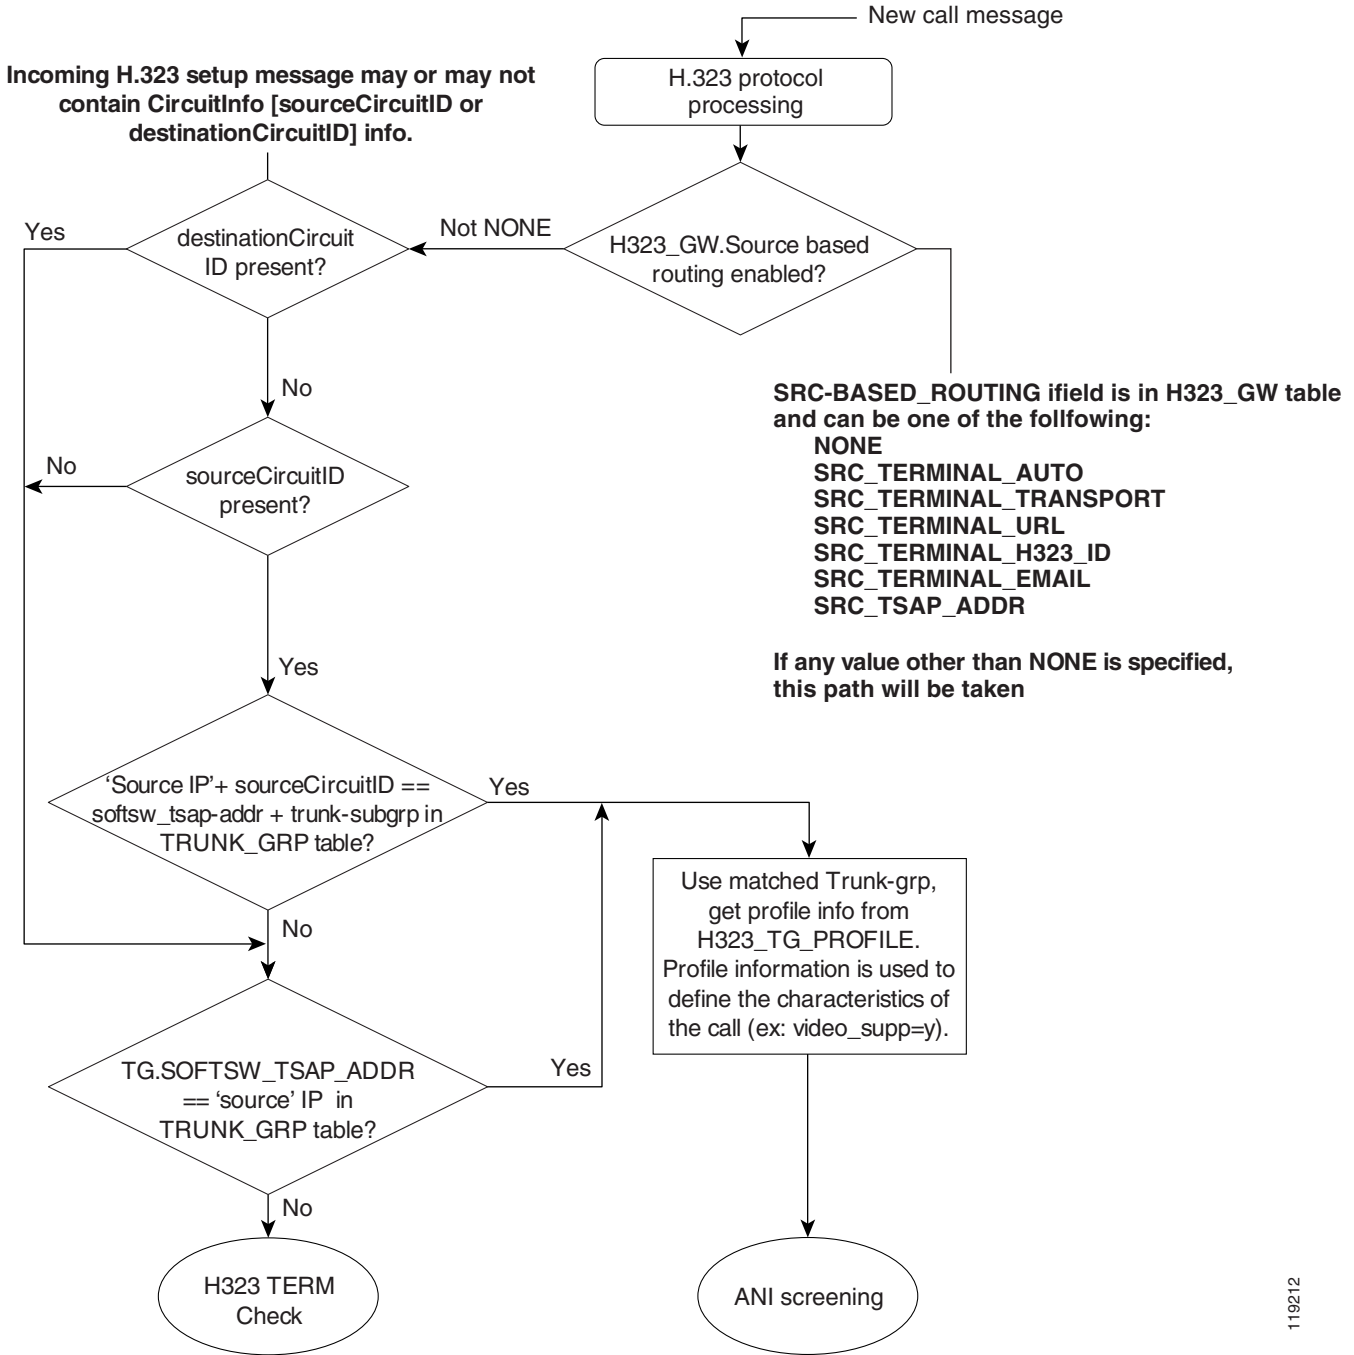 New call message
H.323 protocol
processing
Incoming H.323 setup message may or may not
contain CircuitInfo [sourceCircuitID or
destinationCircuitID] info.
Yes
destinationCircuit
ID present?
Not NONE
H323_GW.Source based
routing enabled?
No
SRC-BASED_ROUTING ifield is in H323_GW table
and can be one of the follfowing:
NONE
SRC_TERMINAL_AUTO
SRC_TERMINAL_TRANSPORT
SRC_TERMINAL_URL
SRC_TERMINAL_H323_ID
SRC_TERMINAL_EMAIL
SRC_TSAP_ADDR
If any value other than NONE is specified,
this path will be taken
No
sourceCircuitID
present?
Yes
‘Source IP’+ sourceCircuitID ==
softsw_tsap-addr + trunk-subgrp in
TRUNK_GRP table?
Yes
No
Use matched Trunk-grp,
get profile info from
H323_TG_PROFILE.
Profile information is used to
define the characteristics of
the call (ex: video_supp=y).
TG.SOFTSW_TSAP_ADDR
== ‘source’ IP in
TRUNK_GRP table?
Yes
No
H323 TERM
Check
ANI screening
119212